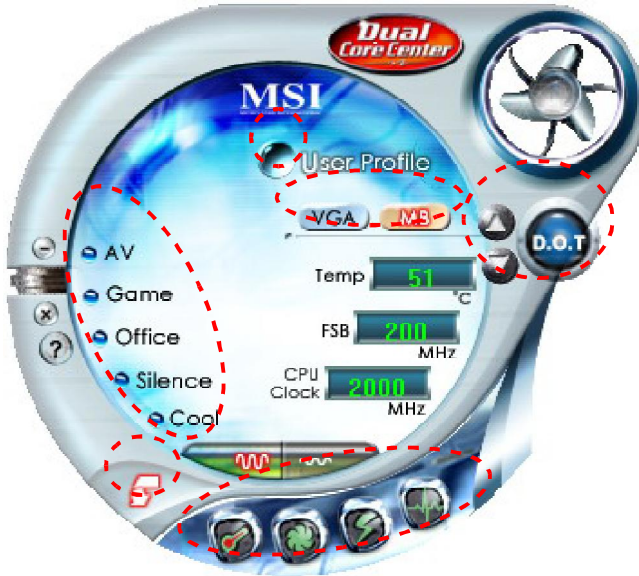 Dual
Core Center
MSI
User Profile
VGA MB
D.O.T
AV
Temp 51
°C
Game
Office
FSB 200
MHz
Silence
CPU
Clock 2000
MHz
Cool
?